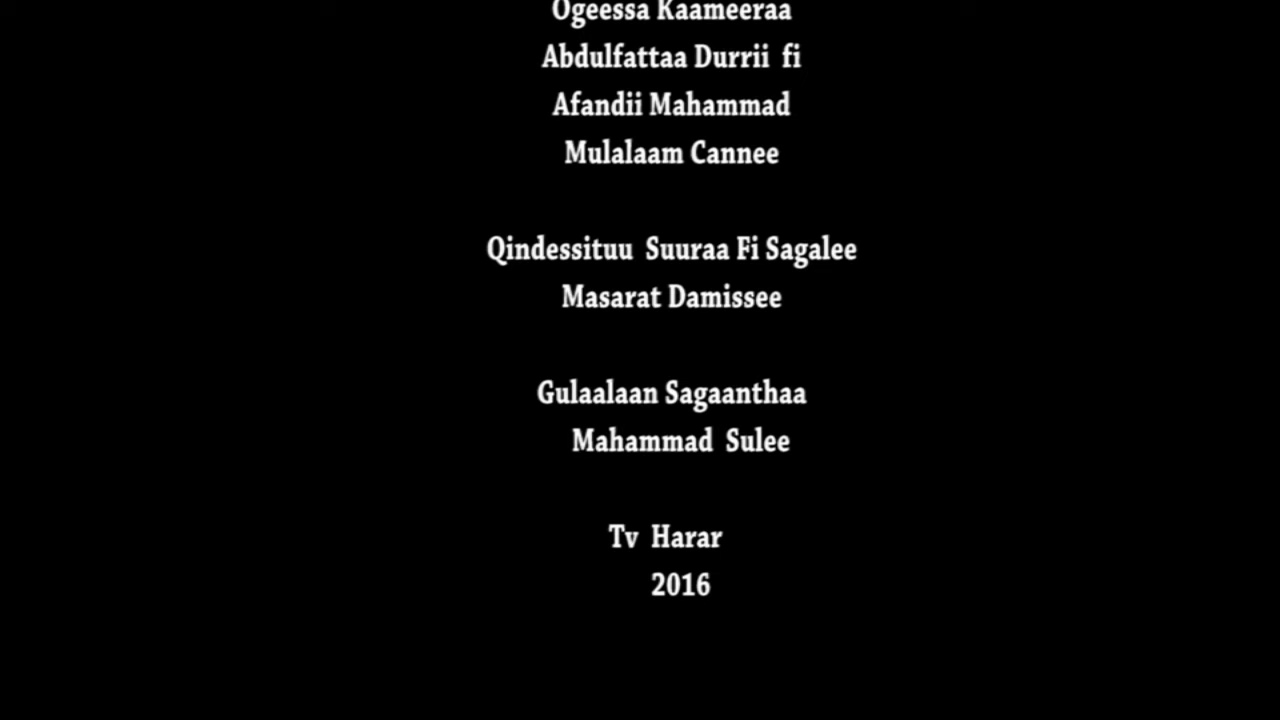 Ogeessa Kaameeraa
Abdulfattaa Durrii fi
Afandii Mahammad
Mulalaam Cannee
Qindessituu Suuraa Fi Sagalee
Masarat Damissee
Gulaalaan Sagaanthaa
Mahammad Sulee
Tv Harar
2016